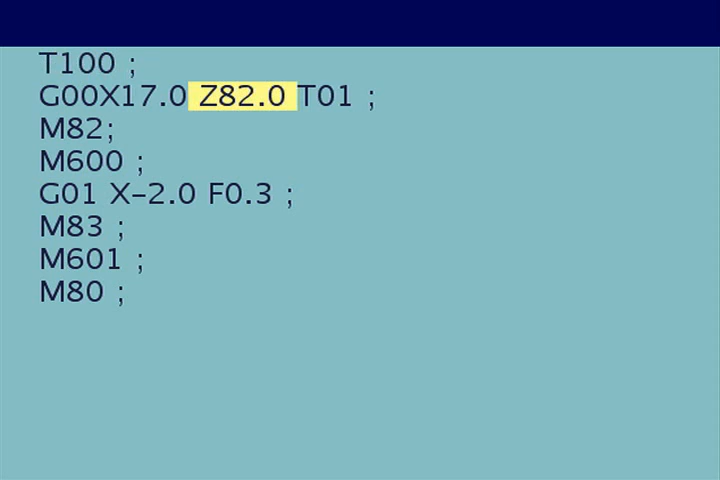 T100 ;
G00X17.0 Z82.0 T01 ;
M82;
M600 ;
G01 X-2.0 F0.3 ;
M83 ;
M601 ;
M80 ;